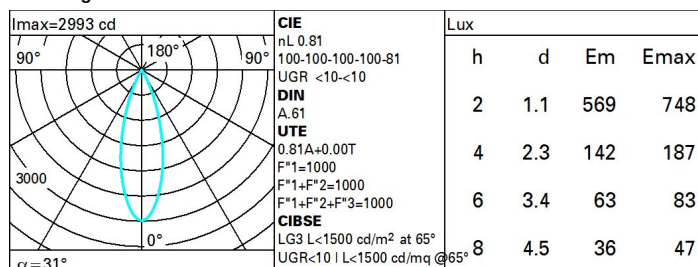 Imax=2993 cd
90° 180° 90°
3000
0°
α=31°
CIE
nL 0.81
100-100-100-100-81
UGR <10-<10
DIN
A.61
UTE
0.81A+0.00T
F"1=1000
F"1+F"2=1000
F"1+F"2+F"3=1000
CIBSE
LG3 L<1500 cd/m² at 65°
UGR<10 | L<1500 cd/mq @65°
Lux
h d Em Emax
2 1.1 569 748
4 2.3 142 187
6 3.4 63 83
8 4.5 36 47